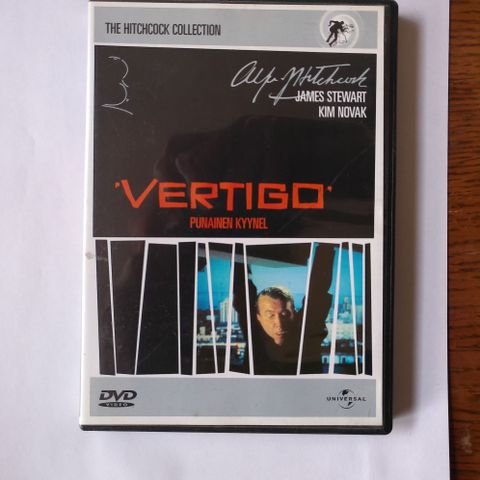 THE HITCHCOCK COLLECTION
Alfred Hitchcock
JAMES STEWART
KIM NOVAK
'VERTIGO'
PUNAINEN KYYNEL
DVD
VIDEO
UNIVERSAL